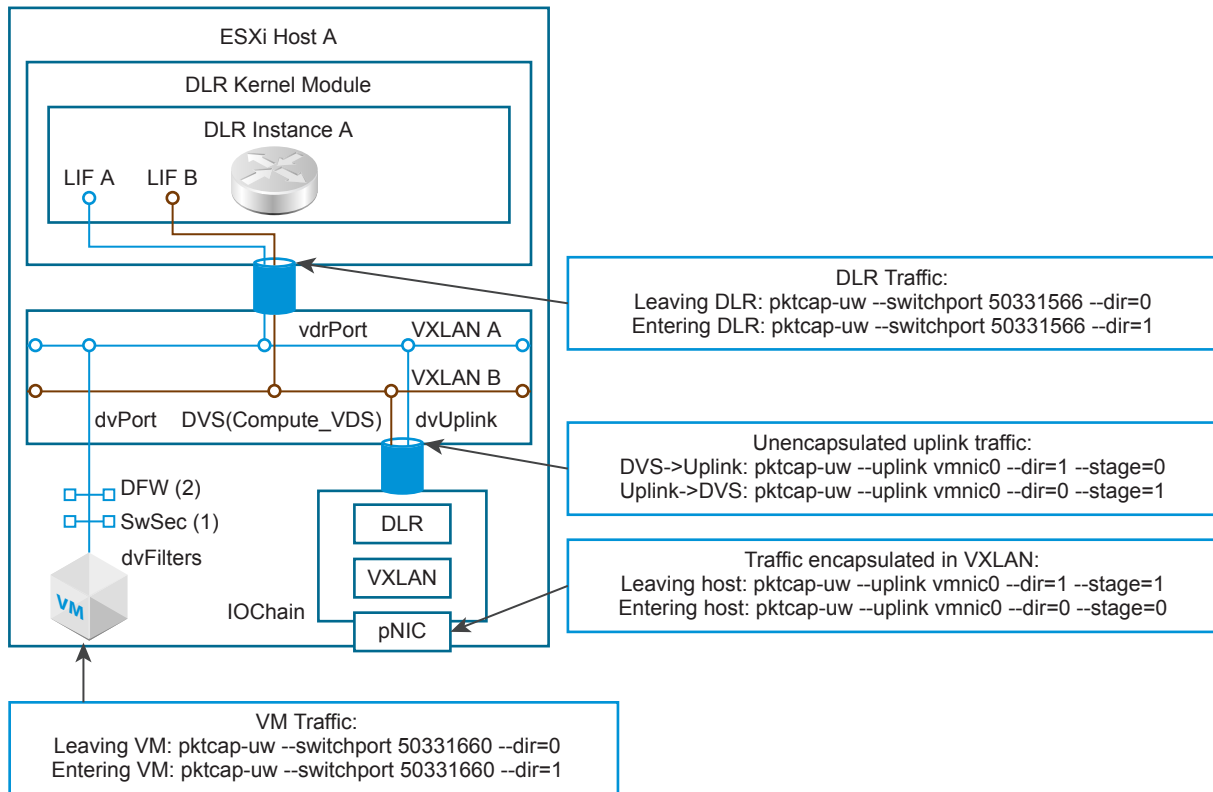 ESXi Host A
DLR Kernel Module
DLR Instance A
LIF A
LIF B
DLR Traffic:
Leaving DLR: pktcap-uw --switchport 50331566 --dir=0
Entering DLR: pktcap-uw --switchport 50331566 --dir=1
vdrPort
VXLAN A
VXLAN B
dvPort
DVS(Compute_VDS)
dvUplink
Unencapsulated uplink traffic:
DVS->Uplink: pktcap-uw --uplink vmnic0 --dir=1 --stage=0
Uplink->DVS: pktcap-uw --uplink vmnic0 --dir=0 --stage=1
DFW (2)
SwSec (1)
dvFilters
VM
DLR
VXLAN
IOChain
pNIC
Traffic encapsulated in VXLAN:
Leaving host: pktcap-uw --uplink vmnic0 --dir=1 --stage=1
Entering host: pktcap-uw --uplink vmnic0 --dir=0 --stage=0
VM Traffic:
Leaving VM: pktcap-uw --switchport 50331660 --dir=0
Entering VM: pktcap-uw --switchport 50331660 --dir=1